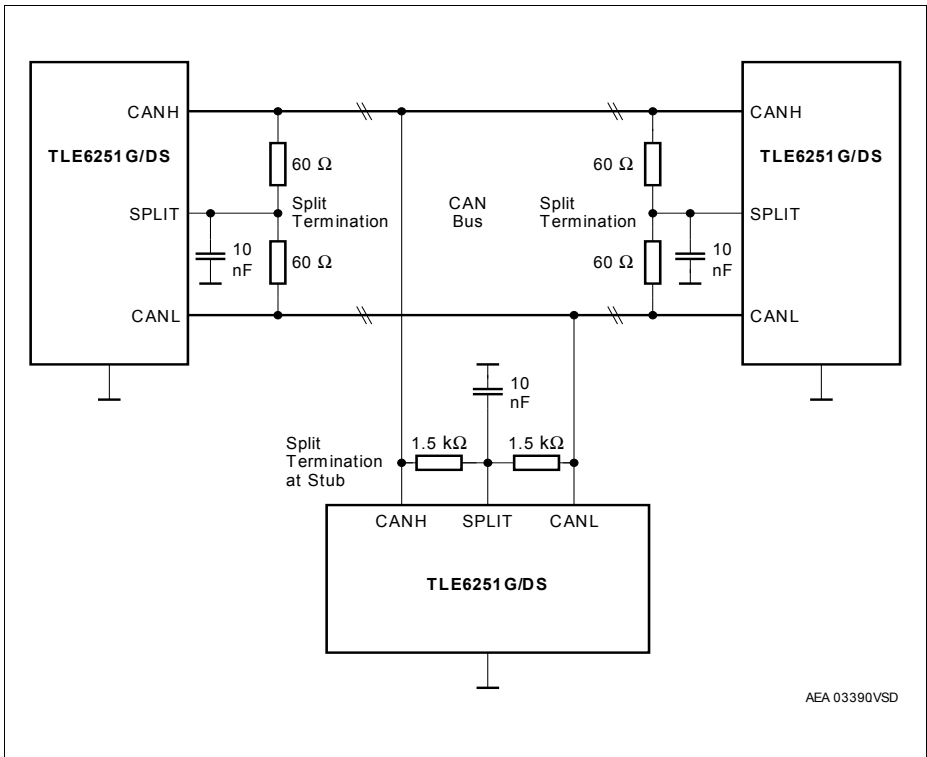 CANH
TLE6251G/DS
SPLIT
CANL
60 Ω
Split
Termination
10
nF
60 Ω
CAN
Bus
60 Ω
Split
Termination
10
nF
60 Ω
CANH
TLE6251G/DS
SPLIT
CANL
10
nF
Split
Termination
at Stub
1.5 kΩ
1.5 kΩ
CANH SPLIT CANL
TLE6251G/DS
AEA 03390.VSD